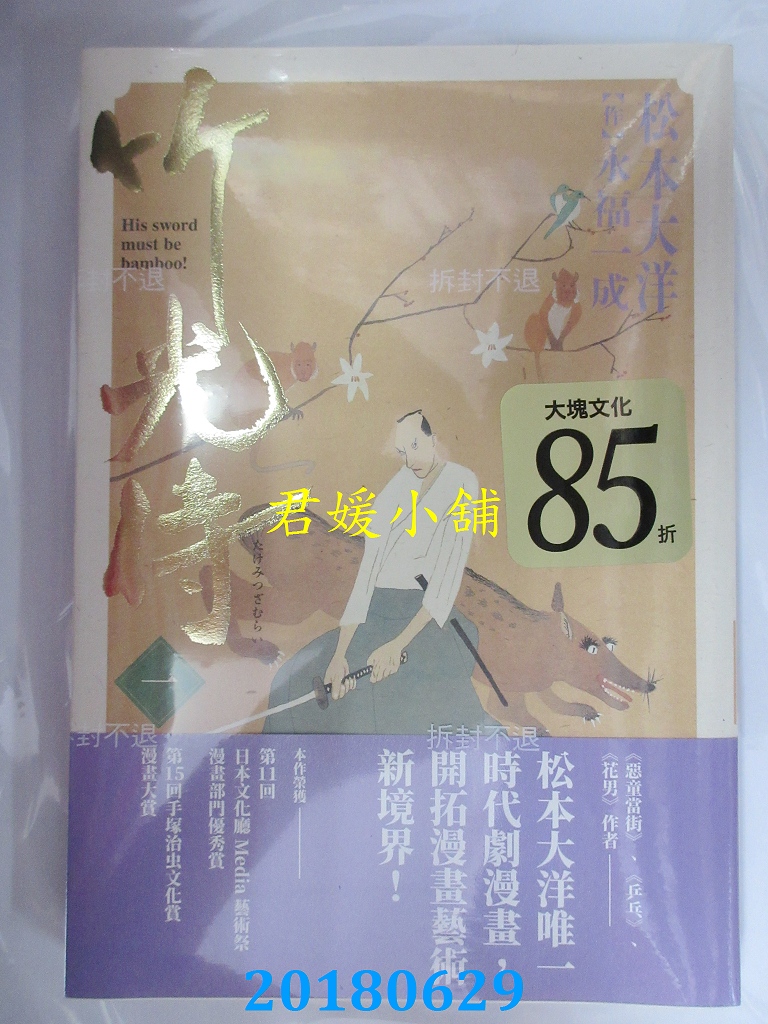 竹光侍
His sword
must be
bamboo!
松本大洋
【作】永福一成
拆封不退
拆封不退
大塊文化
85折
君媛小舖
たけみつざむらい
一
拆封不退
拆封不退
《惡童當街》、《乒乓》、
《花男》作者
松本大洋唯一
時代劇漫畫，
開拓漫畫藝術
新境界！
本作榮獲
第11回
日本文化廳 Media 藝術祭
漫畫部門優秀賞
第15回手塚治虫文化賞
漫畫大賞
20180629